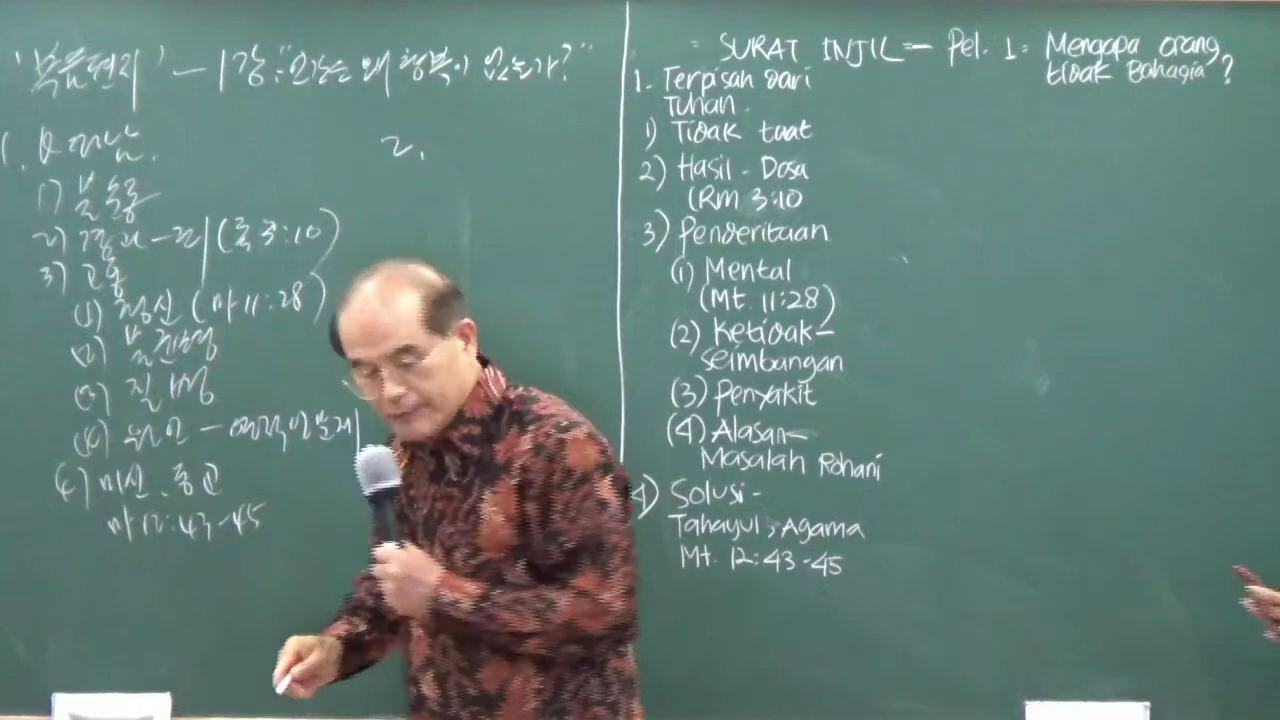 '복음편지' — 1강: "인간은 왜 행복이 없는가?"
1.
1) 불순종
2) 결과 - 죄 (롬 3:10)
3) 고통
(1) 정신 (마 11:28)
(2) 불균형
(3) 질병
(4) 원인 - 영적인 문제
4) 미신, 종교
마 12:43-45
2.
= SURAT INJIL — Pel. 1 : Mengapa orang
tidak Bahagia ?
1. Terpisah dari
Tuhan.
1) Tidak taat
2) Hasil - Dosa
(Rm 3:10
3) Penderitaan
(1) Mental
(Mt. 11:28)
(2) Ketidak-
seimbangan
(3) Penyakit
(4) Alasan-
Masalah Rohani
4) Solusi -
Tahayul, Agama
Mt. 12:43-45